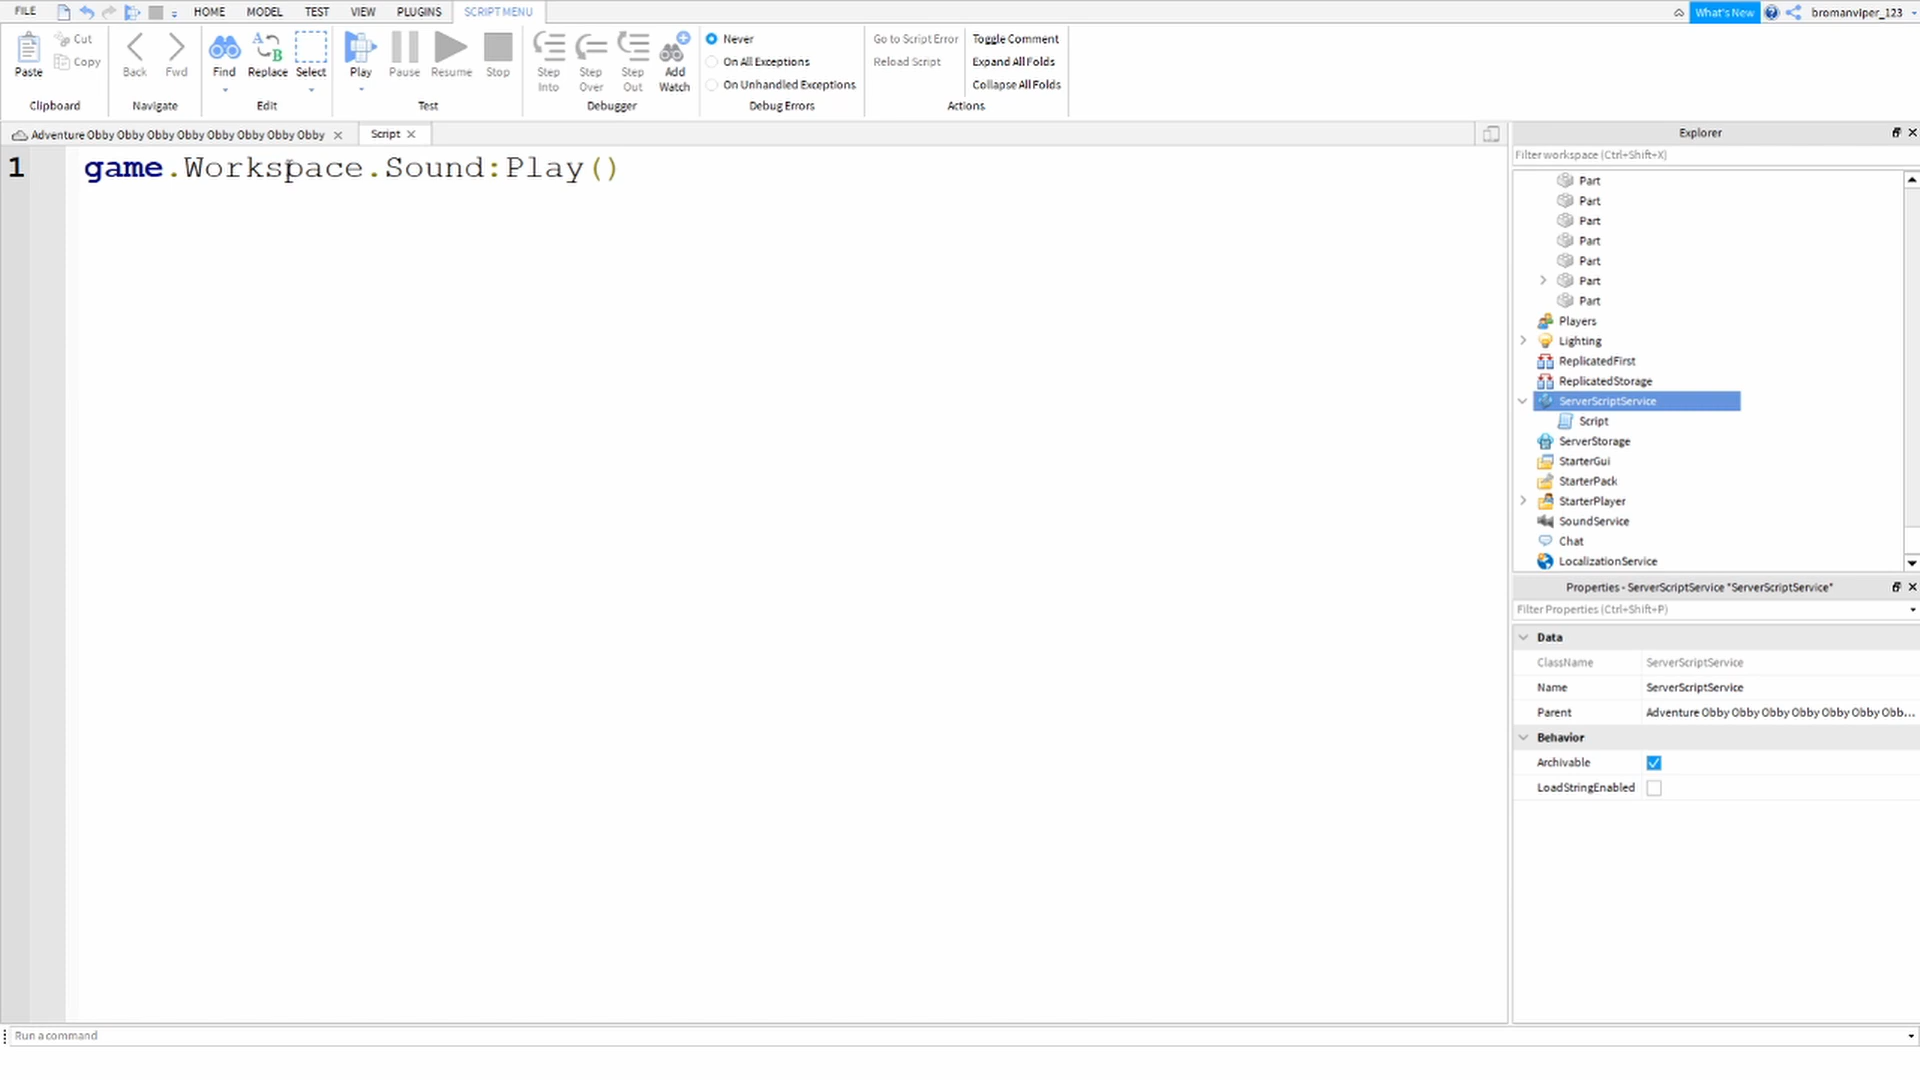 FILE
HOME
MODEL
TEST
VIEW
PLUGINS
SCRIPT MENU
What's New
bromanviper_123
Paste
Cut
Copy
Clipboard
Back
Fwd
Navigate
Find
Replace
Select
Edit
Play
Pause
Resume
Stop
Test
Step Into
Step Over
Step Out
Add Watch
Debugger
Never
On All Exceptions
On Unhandled Exceptions
Debug Errors
Go to Script Error
Reload Script
Toggle Comment
Expand All Folds
Collapse All Folds
Actions
Adventure Obby Obby Obby Obby Obby Obby Obby Obby
Script
1 game.Workspace.Sound:Play()
Explorer
Filter workspace (Ctrl+Shift+X)
Part
Part
Part
Part
Part
Part
Part
Players
Lighting
ReplicatedFirst
ReplicatedStorage
ServerScriptService
Script
ServerStorage
StarterGui
StarterPack
StarterPlayer
SoundService
Chat
LocalizationService
Properties - ServerScriptService "ServerScriptService"
Filter Properties (Ctrl+Shift+P)
Data
ClassName ServerScriptService
Name ServerScriptService
Parent Adventure Obby Obby Obby Obby Obby Obby Obb...
Behavior
Archivable
LoadStringEnabled
Run a command